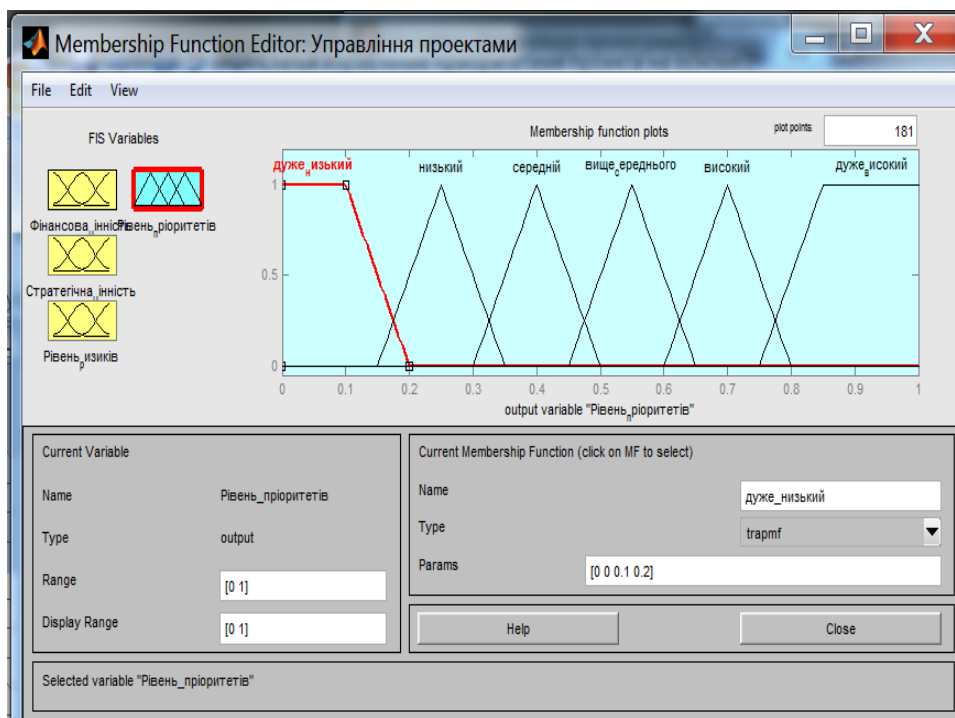 Membership Function Editor: Управління проектами
File Edit View
FIS Variables
Membership function plots
plot points:
181
Фінансова_цінність
Рівень_пріоритетів
Стратегічна_цінність
Рівень_ризиків
дуже_низький
низький
середній
вище_середнього
високий
дуже_високий
1
0.5
0
0 0.1 0.2 0.3 0.4 0.5 0.6 0.7 0.8 0.9 1
output variable "Рівень_пріоритетів"
Current Variable
Name Рівень_пріоритетів
Type output
Range [0 1]
Display Range [0 1]
Current Membership Function (click on MF to select)
Name дуже_низький
Type trapmf
Params [0 0 0.1 0.2]
Help Close
Selected variable "Рівень_пріоритетів"